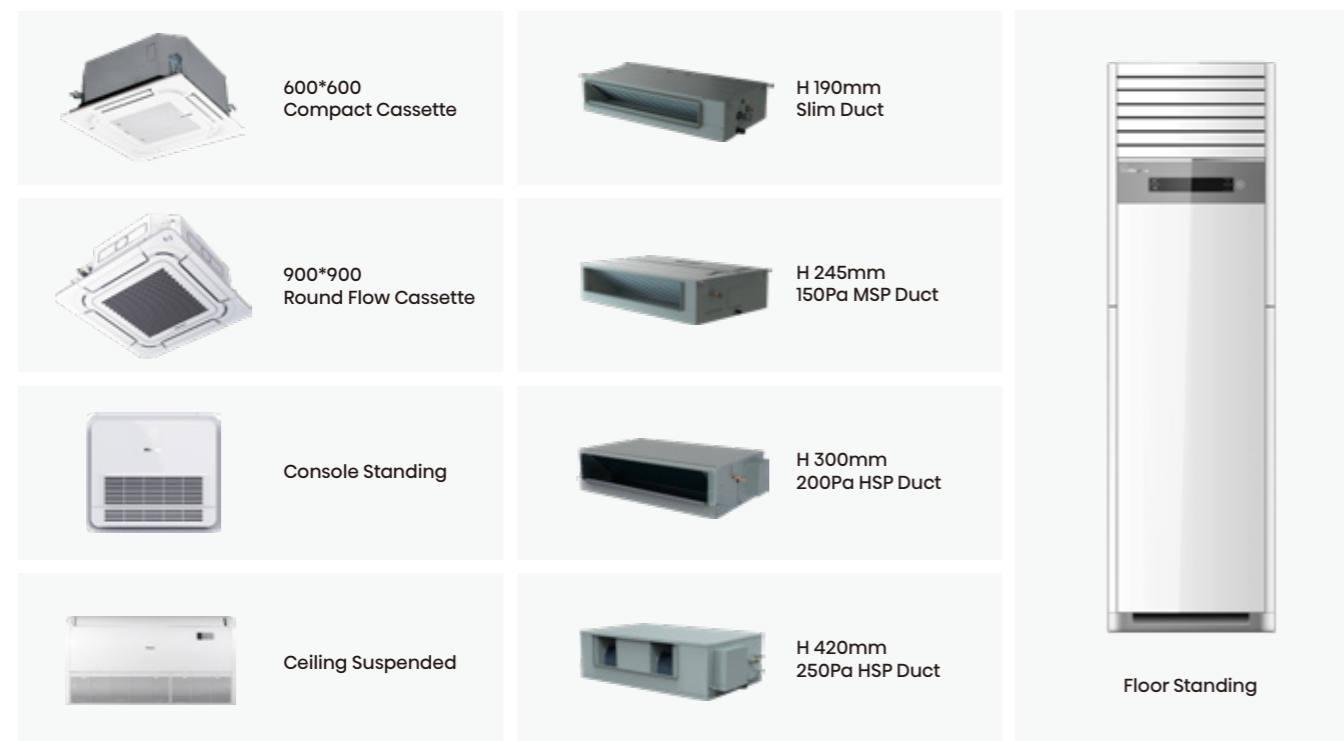 600*600
Compact Cassette
H 190mm
Slim Duct
900*900
Round Flow Cassette
H 245mm
150Pa MSP Duct
Console Standing
H 300mm
200Pa HSP Duct
Ceiling Suspended
H 420mm
250Pa HSP Duct
Floor Standing